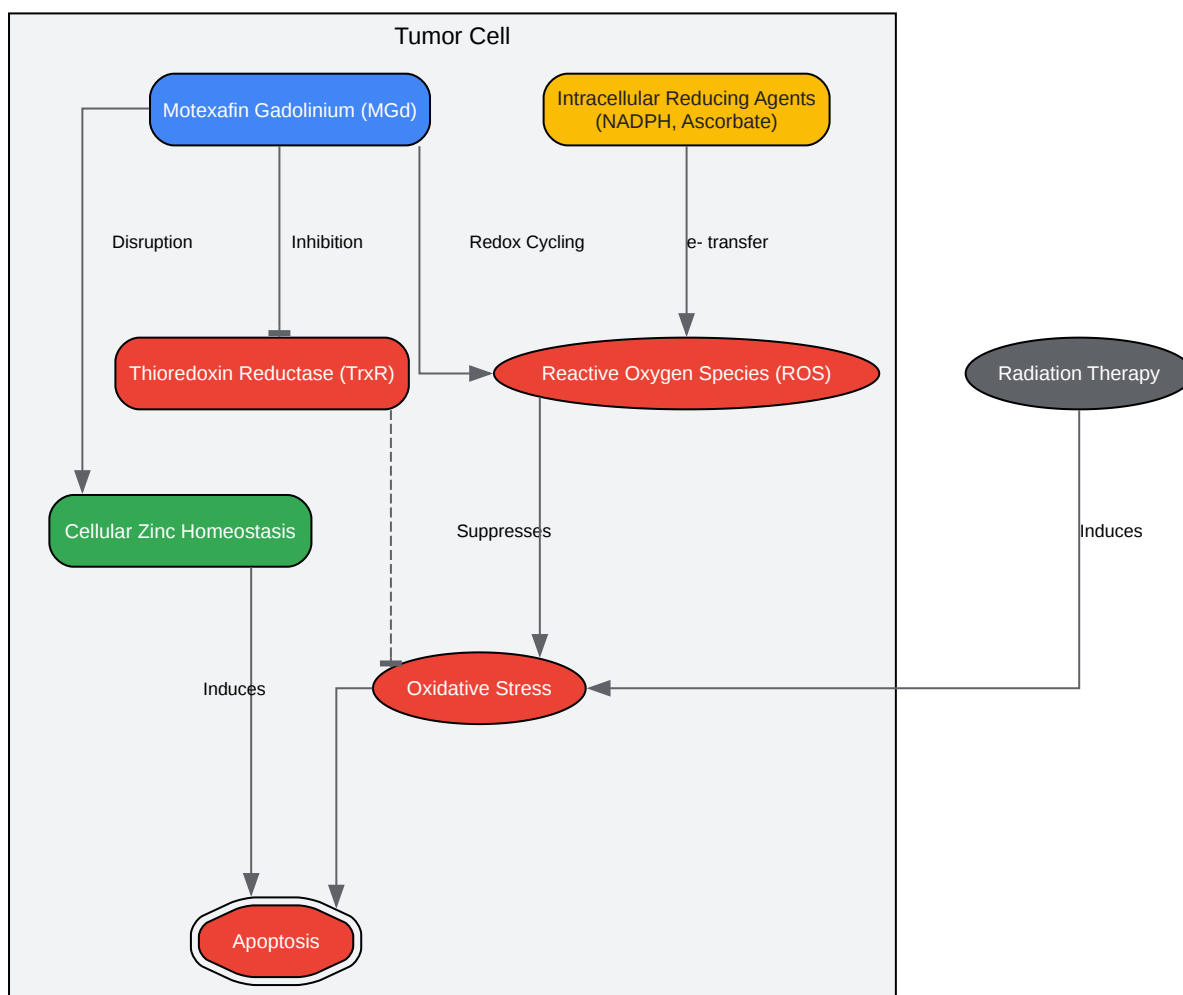 Tumor Cell
Motexafin Gadolinium (MGd)
Intracellular Reducing Agents
(NADPH, Ascorbate)
Disruption
Inhibition
Redox Cycling
e- transfer
Thioredoxin Reductase (TrxR)
Reactive Oxygen Species (ROS)
Radiation Therapy
Cellular Zinc Homeostasis
Suppresses
Induces
Induces
Oxidative Stress
Apoptosis